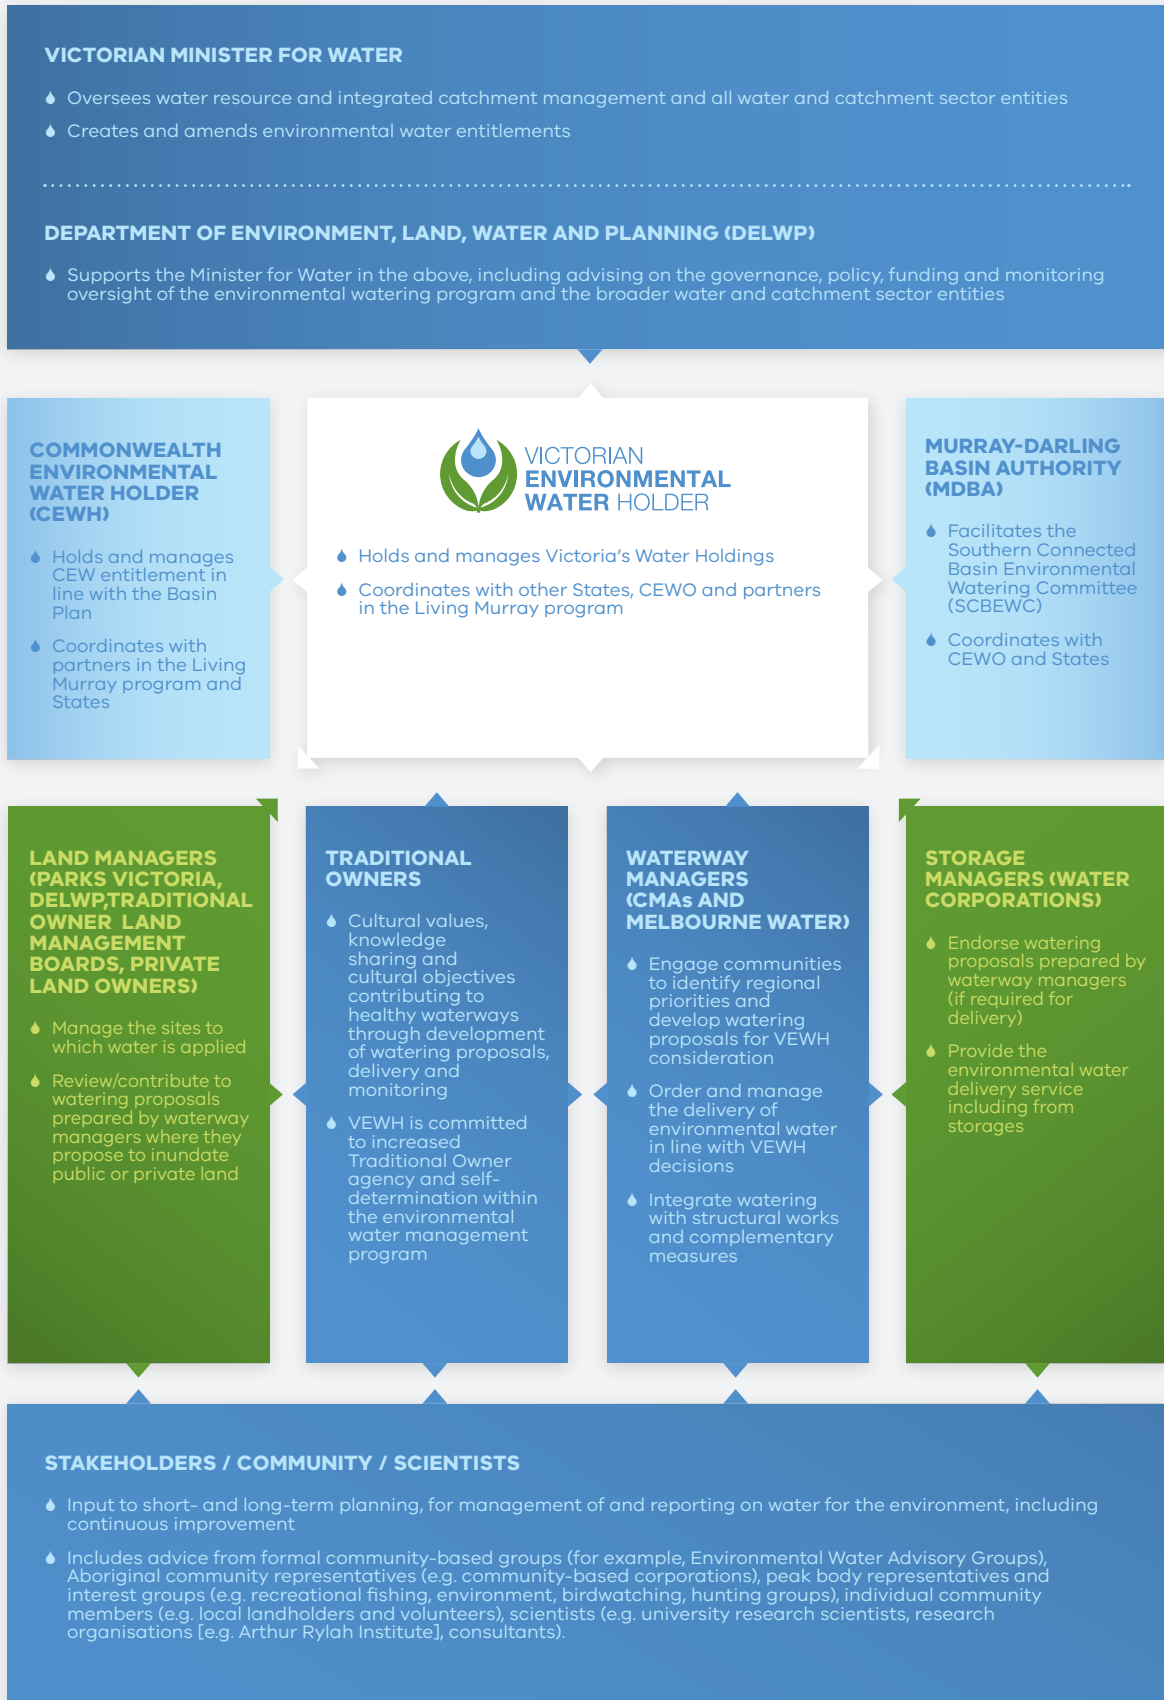 VICTORIAN MINISTER FOR WATER
Oversees water resource and integrated catchment management and all water and catchment sector entities
Creates and amends environmental water entitlements
DEPARTMENT OF ENVIRONMENT, LAND, WATER AND PLANNING (DELWP)
Supports the Minister for Water in the above, including advising on the governance, policy, funding and monitoring
oversight of the environmental watering program and the broader water and catchment sector entities
COMMONWEALTH
ENVIRONMENTAL
WATER HOLDER
(CEWH)
Holds and manages
CEW entitlement in
line with the Basin
Plan
Coordinates with
partners in the Living
Murray program and
States
VICTORIAN
ENVIRONMENTAL
WATER HOLDER
Holds and manages Victoria's Water Holdings
Coordinates with other States, CEWO and partners
in the Living Murray program
MURRAY-DARLING
BASIN AUTHORITY
(MDBA)
Facilitates the
Southern Connected
Basin Environmental
Watering Committee
(SCBEWC)
Coordinates with
CEWO and States
LAND MANAGERS
(PARKS VICTORIA,
DELWP,TRADITIONAL
OWNER LAND
MANAGEMENT
BOARDS, PRIVATE
LAND OWNERS)
Manage the sites to
which water is applied
Review/contribute to
watering proposals
prepared by waterway
managers where they
propose to inundate
public or private land
TRADITIONAL
OWNERS
Cultural values,
knowledge
sharing and
cultural objectives
contributing to
healthy waterways
through development
of watering proposals,
delivery and
monitoring
VEWH is committed
to increased
Traditional Owner
agency and self-
determination within
the environmental
water management
program
WATERWAY
MANAGERS
(CMAs AND
MELBOURNE WATER)
Engage communities
to identify regional
priorities and
develop watering
proposals for VEWH
consideration
Order and manage
the delivery of
environmental water
in line with VEWH
decisions
Integrate watering
with structural works
and complementary
measures
STORAGE
MANAGERS (WATER
CORPORATIONS)
Endorse watering
proposals prepared by
waterway managers
(if required for
delivery)
Provide the
environmental water
delivery service
including from
storages
STAKEHOLDERS / COMMUNITY / SCIENTISTS
Input to short- and long-term planning, for management of and reporting on water for the environment, including
continuous improvement
Includes advice from formal community-based groups (for example, Environmental Water Advisory Groups),
Aboriginal community representatives (e.g. community-based corporations), peak body representatives and
interest groups (e.g. recreational fishing, environment, birdwatching, hunting groups), individual community
members (e.g. local landholders and volunteers), scientists (e.g. university research scientists, research
organisations [e.g. Arthur Rylah Institute], consultants).